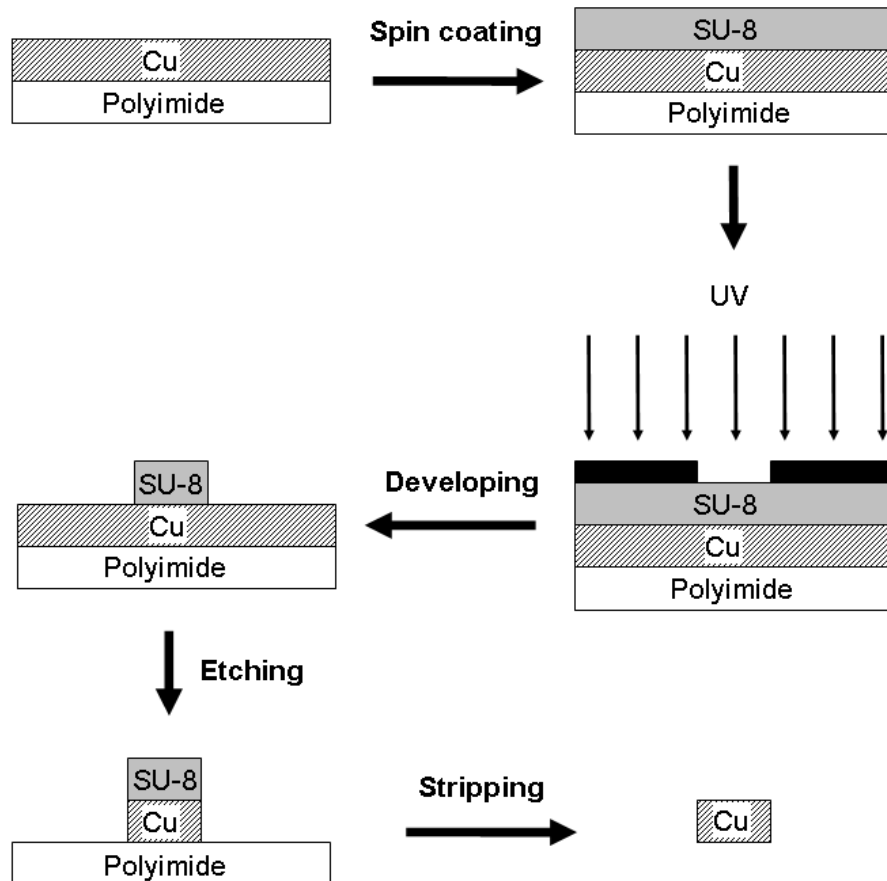 Cu
Polyimide
Spin coating
SU-8
Cu
Polyimide
UV
SU-8
Cu
Polyimide
Developing
SU-8
Cu
Polyimide
Etching
SU-8
Cu
Polyimide
Stripping
Cu